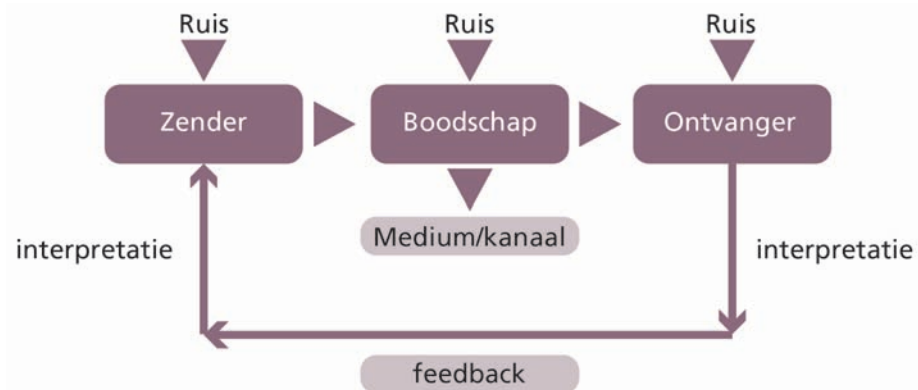 Ruis
Ruis
Ruis
Zender
Boodschap
Ontvanger
Medium/kanaal
interpretatie
interpretatie
feedback